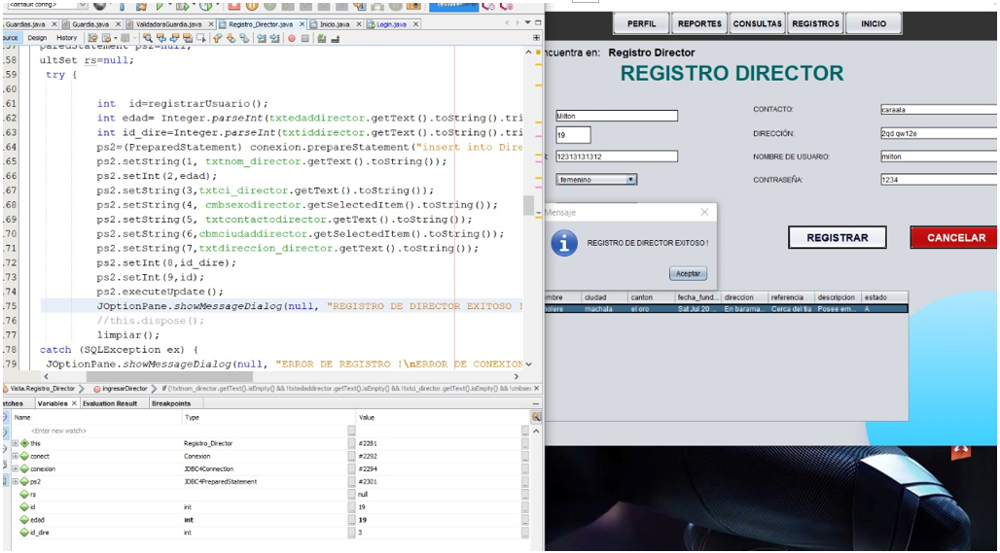 <default config>
Guardias.java
Guardia.java
ValidadoraGuardia.java
Registro_Director.java
Inicio.java
Login.java
Design
History
58 ultSet rs=null;
59 try {
60
61 int id=registrarUsuario();
62 int edad= Integer.parseInt(txtedaddirector.getText().toString().tri
63 int id_dire=Integer.parseInt(txtiddirector.getText().toString().tri
64 ps2=(PreparedStatement) conexion.prepareStatement("insert into Dire
65 ps2.setString(1, txtnom_director.getText().toString());
66 ps2.setInt(2,edad);
67 ps2.setString(3,txtci_director.getText().toString());
68 ps2.setString(4, cmbsexodirector.getSelectedItem().toString());
69 ps2.setString(5, txtcontactodirector.getText().toString());
70 ps2.setString(6,cbmciudaddirector.getSelectedItem().toString());
71 ps2.setString(7,txtdireccion_director.getText().toString());
72 ps2.setInt(8,id_dire);
73 ps2.setInt(9,id);
74 ps2.executeUpdate();
75 JOptionPane.showMessageDialog(null, "REGISTRO DE DIRECTOR EXITOSO !
76 //this.dispose();
77 limpiar();
78 catch (SQLException ex) {
79 JOptionPane.showMessageDialog(null, "ERROR DE REGISTRO !\nERROR DE CONEXION
Vista.Registro_Director
ingresarDirector
if (!txtnom_director.getText().isEmpty() && !txtedaddirector.getText().isEmpty() && !txtci_director.getText().isEmpty() && !cmbsex
Variables
Evaluation Result
Breakpoints
Name Type Value
<Enter new watch>
this Registro_Director #2281
conect Conexion #2292
conexion JDBC4Connection #2294
ps2 JDBC4PreparedStatement #2301
rs null
id int 19
edad int 19
id_dire int 3
PERFIL
REPORTES
CONSULTAS
REGISTROS
INICIO
ncuentra en: Registro Director
REGISTRO DIRECTOR
Milton
CONTACTO: caraala
19
DIRECCIÓN: 2qd qw12e
12313131312
NOMBRE DE USUARIO: milton
femenino
CONTRASEÑA: 1234
Mensaje
REGISTRO DE DIRECTOR EXITOSO !
Aceptar
REGISTRAR
CANCELAR
mbre ciudad canton fecha_fund... direccion referencia descripcion estado
olere machala el oro Sat Jul 20 ... En barama... Cerca del tia Posee em... A